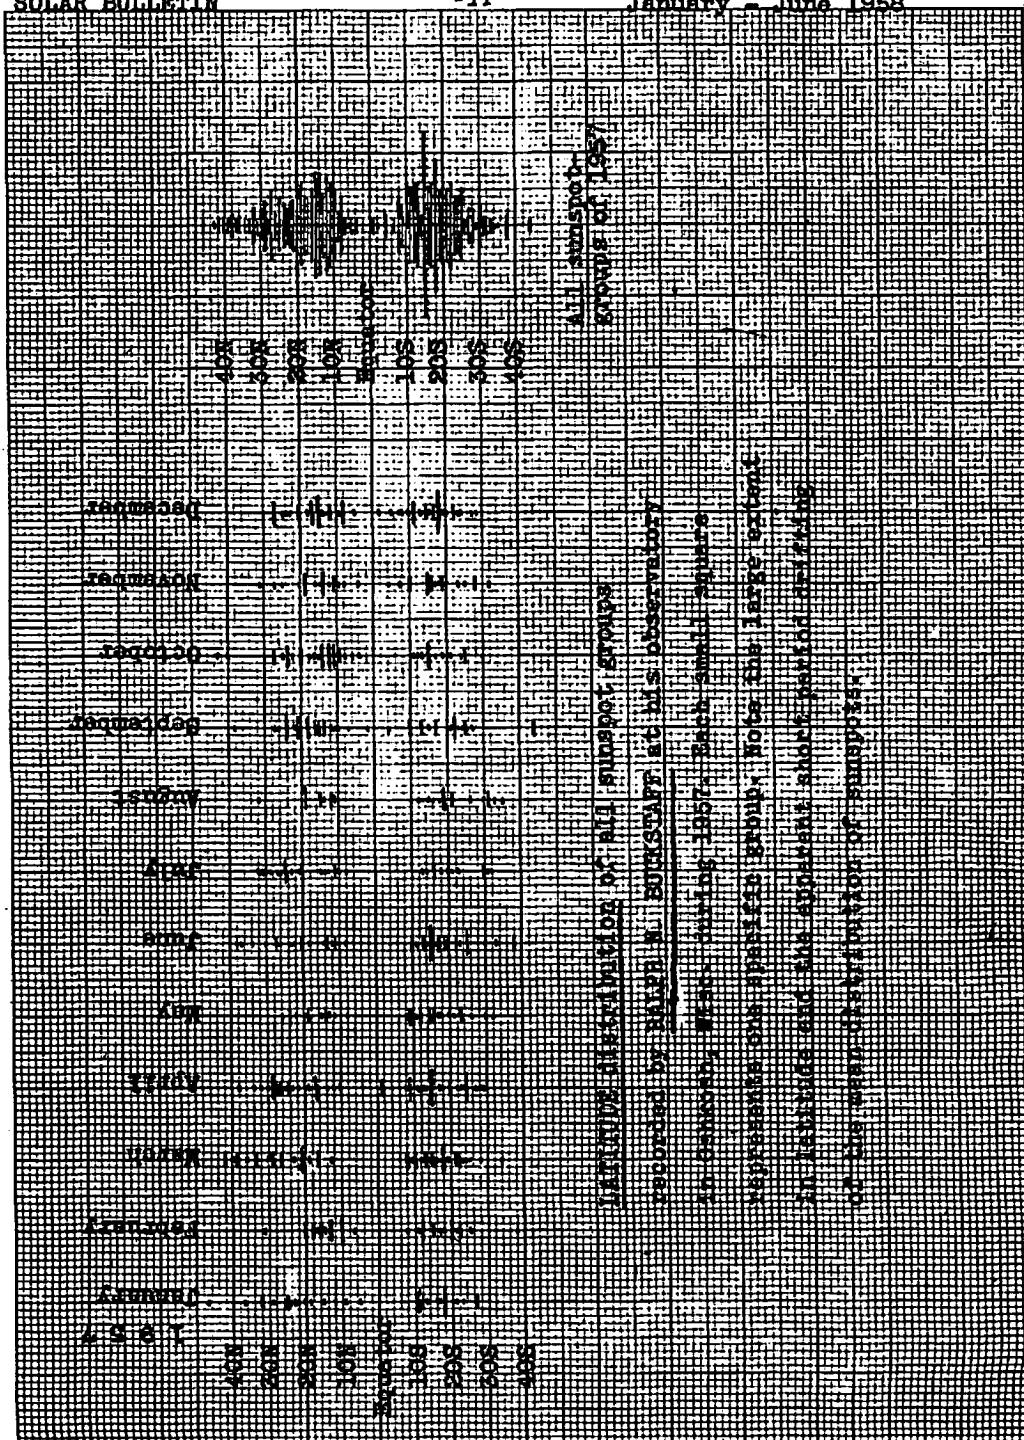 SOLAR BULLETIN
January - June 1958
1957
January
February
March
April
May
June
July
August
September
October
November
December
40N
30N
20N
10N
Equator
10S
20S
30S
40S
40N
30N
20N
10N
Equator
10S
20S
30S
40S
All sunspot-
groups of 1957
LATITUDE distribution of all sunspot groups
recorded by RALPH N. BUCKSTAFF at his observatory
in Oshkosh, Wisc. during 1957. Each small square
represents one specific group. Note the large extent
in latitude and the apparent short-period drifting
of the mean distribution of sunspots.